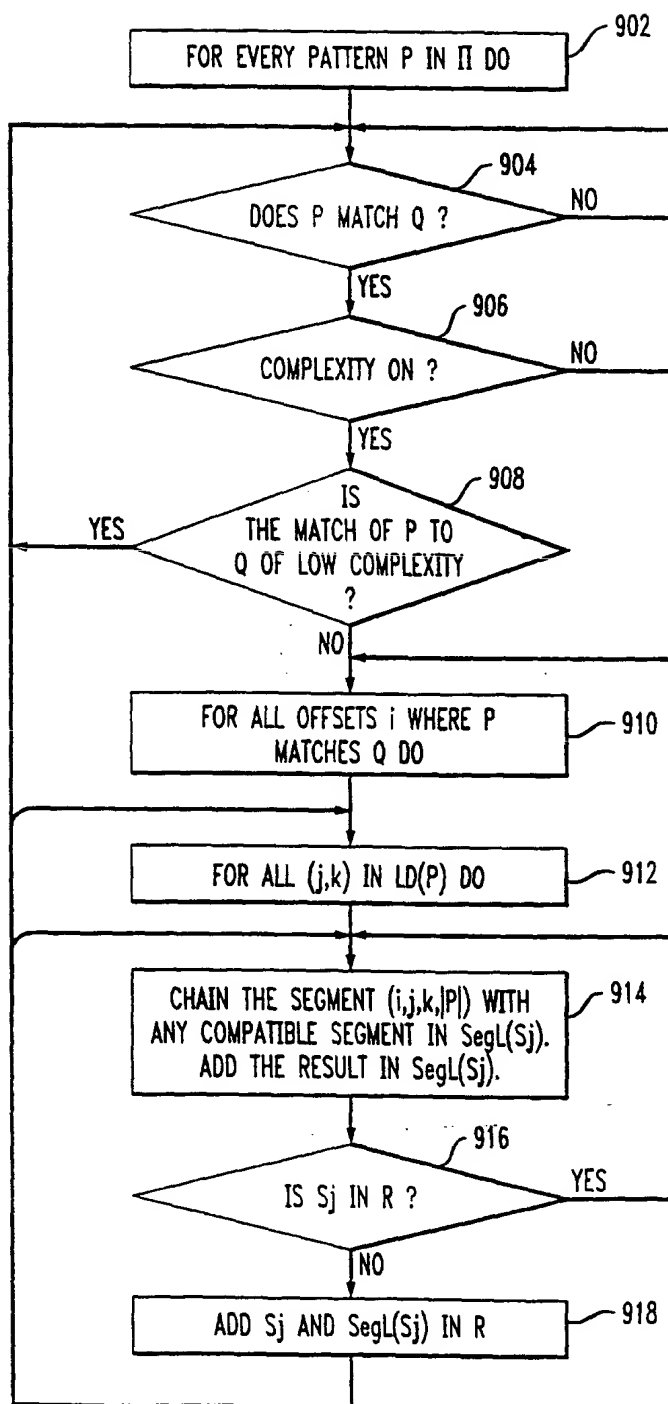 902
FOR EVERY PATTERN P IN Π DO
904
DOES P MATCH Q ?
NO
YES
906
COMPLEXITY ON ?
NO
YES
908
IS
THE MATCH OF P TO
Q OF LOW COMPLEXITY
?
YES
NO
FOR ALL OFFSETS i WHERE P
MATCHES Q DO
910
FOR ALL (j,k) IN LD(P) DO
912
CHAIN THE SEGMENT (i,j,k,|P|) WITH
ANY COMPATIBLE SEGMENT IN SegL(Sj).
ADD THE RESULT IN SegL(Sj).
914
916
IS Sj IN R ?
YES
NO
ADD Sj AND SegL(Sj) IN R
918